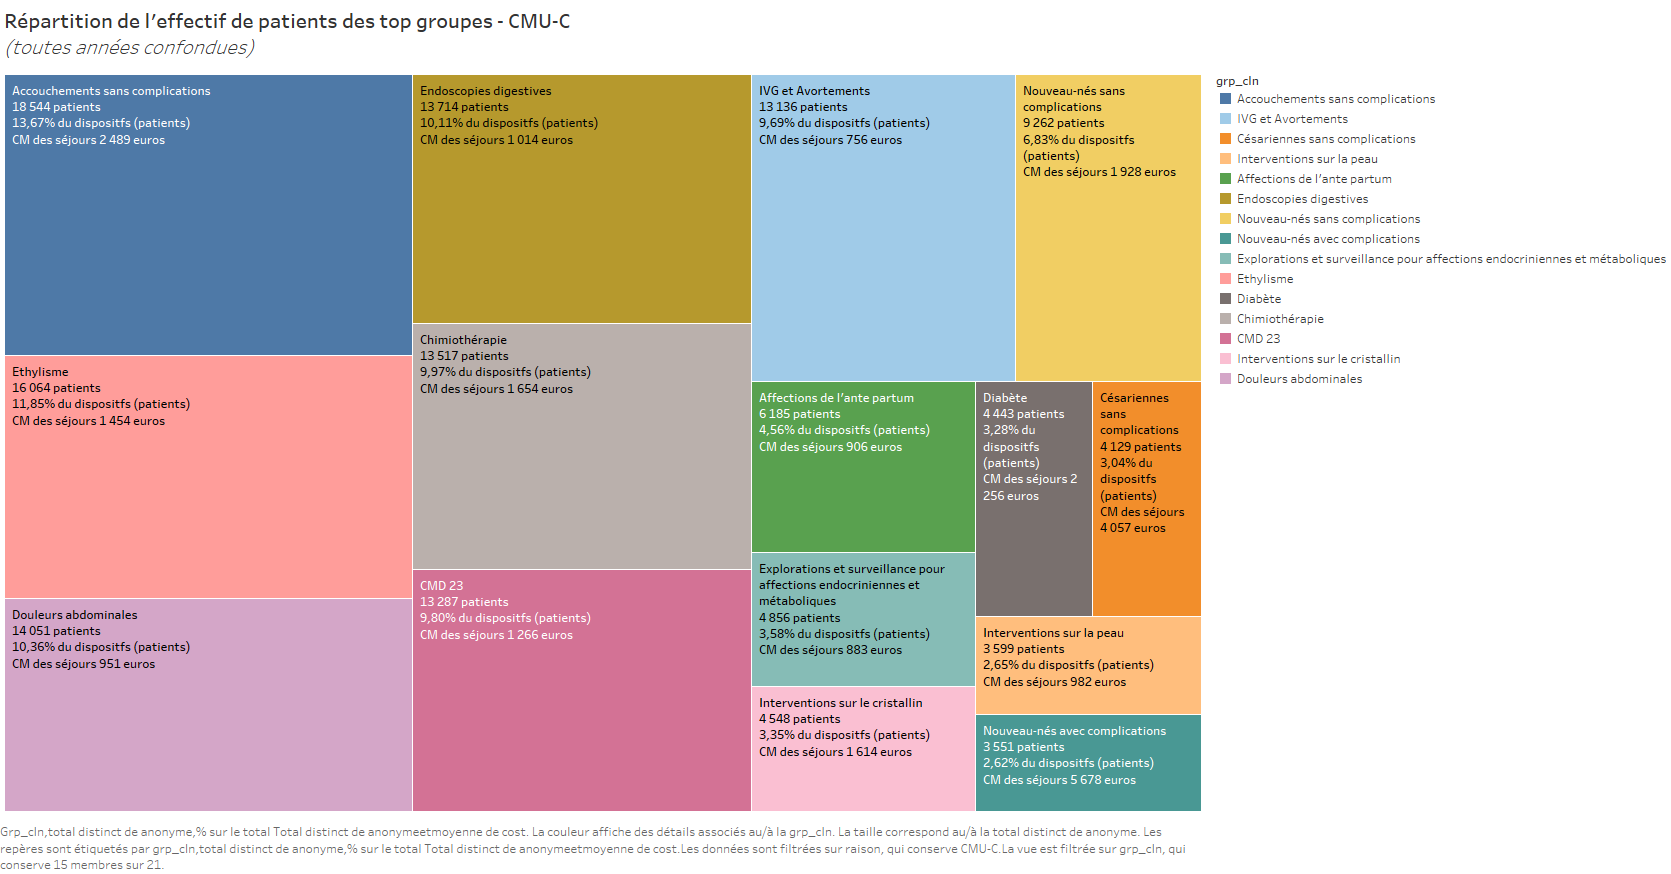 Répartition de l'effectif de patients des top groupes - CMU-C
(toutes années confondues)
Accouchements sans complications
18 544 patients
13,67% du dispositfs (patients)
CM des séjours 2 489 euros
Ethylisme
16 064 patients
11,85% du dispositfs (patients)
CM des séjours 1 454 euros
Douleurs abdominales
14 051 patients
10,36% du dispositfs (patients)
CM des séjours 951 euros
Endoscopies digestives
13 714 patients
10,11% du dispositfs (patients)
CM des séjours 1 014 euros
Chimiothérapie
13 517 patients
9,97% du dispositfs (patients)
CM des séjours 1 654 euros
CMD 23
13 287 patients
9,80% du dispositfs (patients)
CM des séjours 1 266 euros
IVG et Avortements
13 136 patients
9,69% du dispositfs (patients)
CM des séjours 756 euros
Nouveau-nés sans
complications
9 262 patients
6,83% du dispositfs
(patients)
CM des séjours 1 928 euros
Affections de l'ante partum
6 185 patients
4,56% du dispositfs (patients)
CM des séjours 906 euros
Explorations et surveillance pour
affections endocriniennes et
métaboliques
4 856 patients
3,58% du dispositfs (patients)
CM des séjours 883 euros
Interventions sur le cristallin
4 548 patients
3,35% du dispositfs (patients)
CM des séjours 1 614 euros
Diabète
4 443 patients
3,28% du
dispositfs
(patients)
CM des séjours 2
256 euros
Césariennes
sans
complications
4 129 patients
3,04% du
dispositfs
(patients)
CM des séjours
4 057 euros
Interventions sur la peau
3 599 patients
2,65% du dispositfs (patients)
CM des séjours 982 euros
Nouveau-nés avec complications
3 551 patients
2,62% du dispositfs (patients)
CM des séjours 5 678 euros
grp_cln
Accouchements sans complications
IVG et Avortements
Césariennes sans complications
Interventions sur la peau
Affections de l'ante partum
Endoscopies digestives
Nouveau-nés sans complications
Nouveau-nés avec complications
Explorations et surveillance pour affections endocriniennes et métaboliques
Ethylisme
Diabète
Chimiothérapie
CMD 23
Interventions sur le cristallin
Douleurs abdominales
Grp_cln,total distinct de anonyme,% sur le total Total distinct de anonymeetmoyenne de cost. La couleur affiche des détails associés au/à la grp_cln. La taille correspond au/à la total distinct de anonyme. Les
repères sont étiquetés par grp_cln,total distinct de anonyme,% sur le total Total distinct de anonymeetmoyenne de cost.Les données sont filtrées sur raison, qui conserve CMU-C.La vue est filtrée sur grp_cln, qui
conserve 15 membres sur 21.